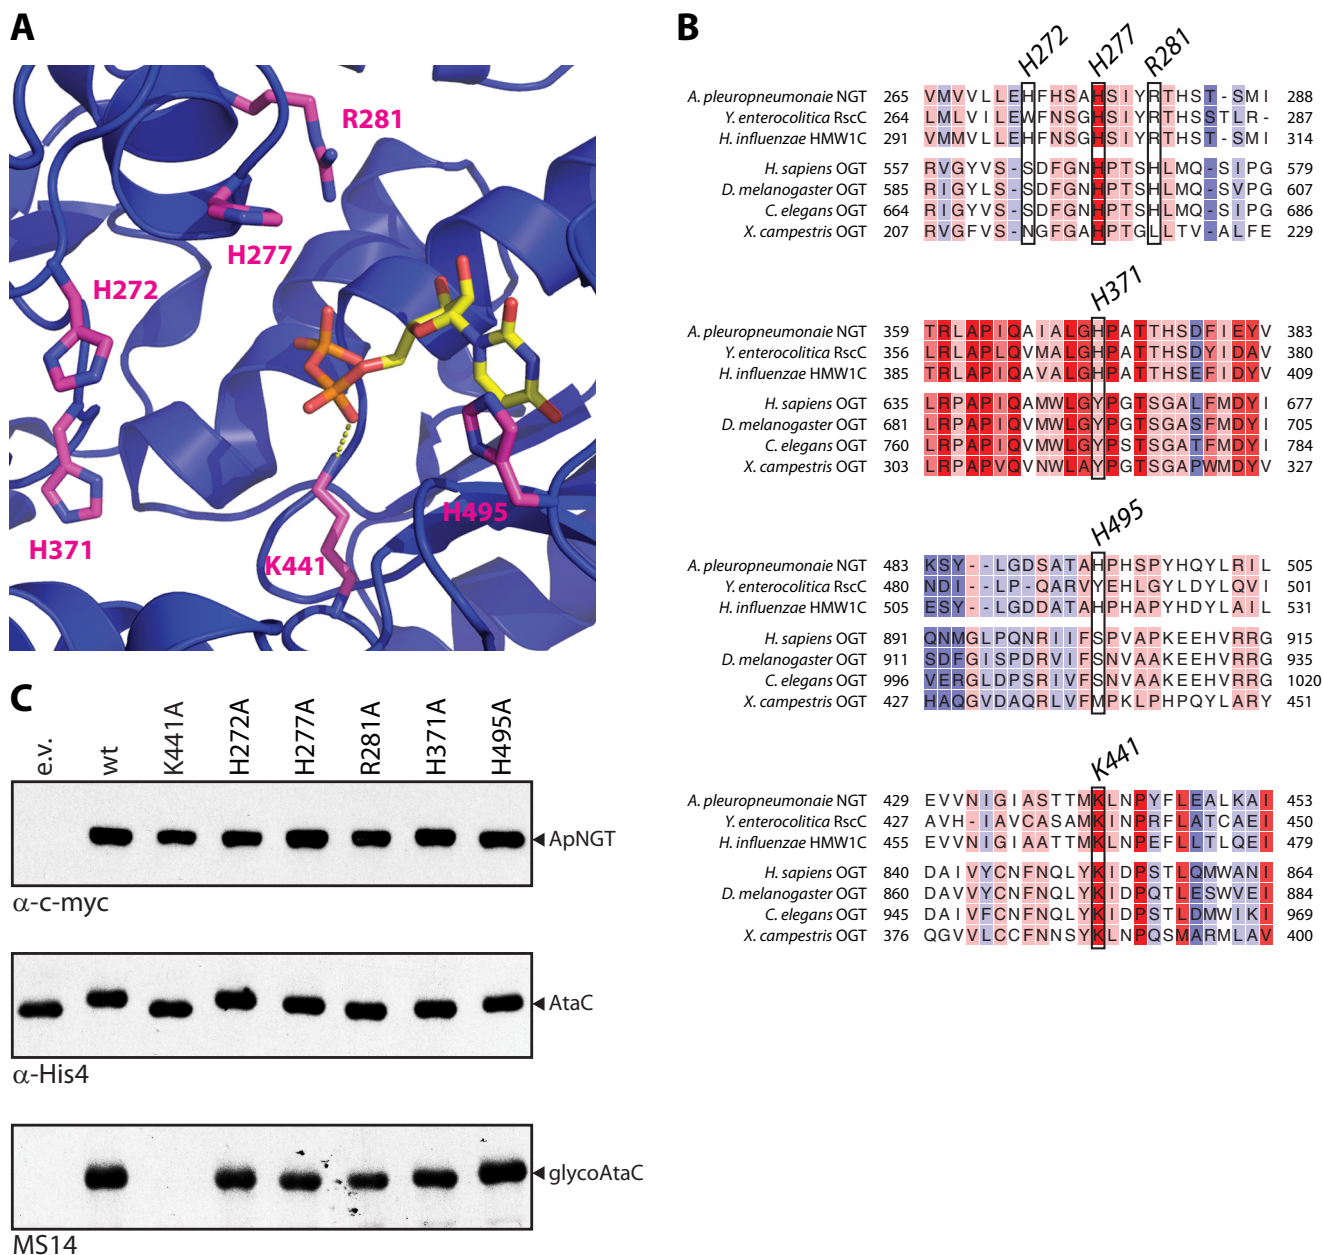 A
R281
H277
H272
H371
K441
H495
B
H272 H277 R281
A. pleuropneumonaie NGT 265 VMVVLLEHFHSAHSIYRTHST-SMI 288
Y. enterocolitica RscC 264 LMLVILEWFNSGHSIYRTHSSTLR- 287
H. influenzae HMW1C 291 VMMVLLEHFNSGHSIYRTHST-SMI 314
H. sapiens OGT 557 RVGYVS-SDFGNHPTSHLMQ-SIPG 579
D. melanogaster OGT 585 RIGYLS-SDFGNHPTSHLMQ-SVPG 607
C. elegans OGT 664 RIGYVS-SDFGNHPTSHLMQ-SIPG 686
X. campestris OGT 207 RVGFVS-NGFGAHPTGLLTV-ALFE 229
H371
A. pleuropneumonaie NGT 359 TRLAPIQAIALGHPATTHSDFIEYV 383
Y. enterocolitica RscC 356 LRLAPLQVMALGHPATTHSDYIDAV 380
H. influenzae HMW1C 385 TRLAPIQAVALGHPATTHSEFIDYV 409
H. sapiens OGT 635 LRPAPIQAMWLGYPGTSGALFMDYI 677
D. melanogaster OGT 681 LRPAPIQVMWLGYPGTSGASFMDYI 705
C. elegans OGT 760 LRPAPIQVMWLGYPSTSGATFMDYI 784
X. campestris OGT 303 LRPAPVQVNWLAYPGTSGAPWMDYV 327
H495
A. pleuropneumonaie NGT 483 KSY--LGDSATAHPHSPYHQYLRIL 505
Y. enterocolitica RscC 480 NDI--LP-QARVYEHLGYLDYLQVI 501
H. influenzae HMW1C 505 ESY--LGDDATAHPHAPYHDYLAIL 531
H. sapiens OGT 891 QNMGLPQNRIIFSPVAPKEEHVRRG 915
D. melanogaster OGT 911 SDFGISPDRVIFSNVAAKEEHVRRG 935
C. elegans OGT 996 VERGLDPSRIVFSNVAAKEEHVRRG 1020
X. campestris OGT 427 HAQGVDAQRLVFMPKLPHPQYLARY 451
K441
A. pleuropneumonaie NGT 429 EVVNIGIASTTMKLNPYFLEALKAI 453
Y. enterocolitica RscC 427 AVH-IAVCASAMKINPRFLATCAEI 450
H. influenzae HMW1C 455 EVVNIGIAATTMKLNPEFLLTLQEI 479
H. sapiens OGT 840 DAIVYCNFNQLYKIDPSTLQMWANI 864
D. melanogaster OGT 860 DAVVYCNFNQLYKIDPQTLESWVEI 884
C. elegans OGT 945 DAIVFCNFNQLYKIDPSTLDMWIKI 969
X. campestris OGT 376 QGVVLCCFNNSYKLNPQSMARMLAV 400
C
e.v. wt K441A H272A H277A R281A H371A H495A
ApNGT
α-c-myc
AtaC
α-His4
glycoAtaC
MS14